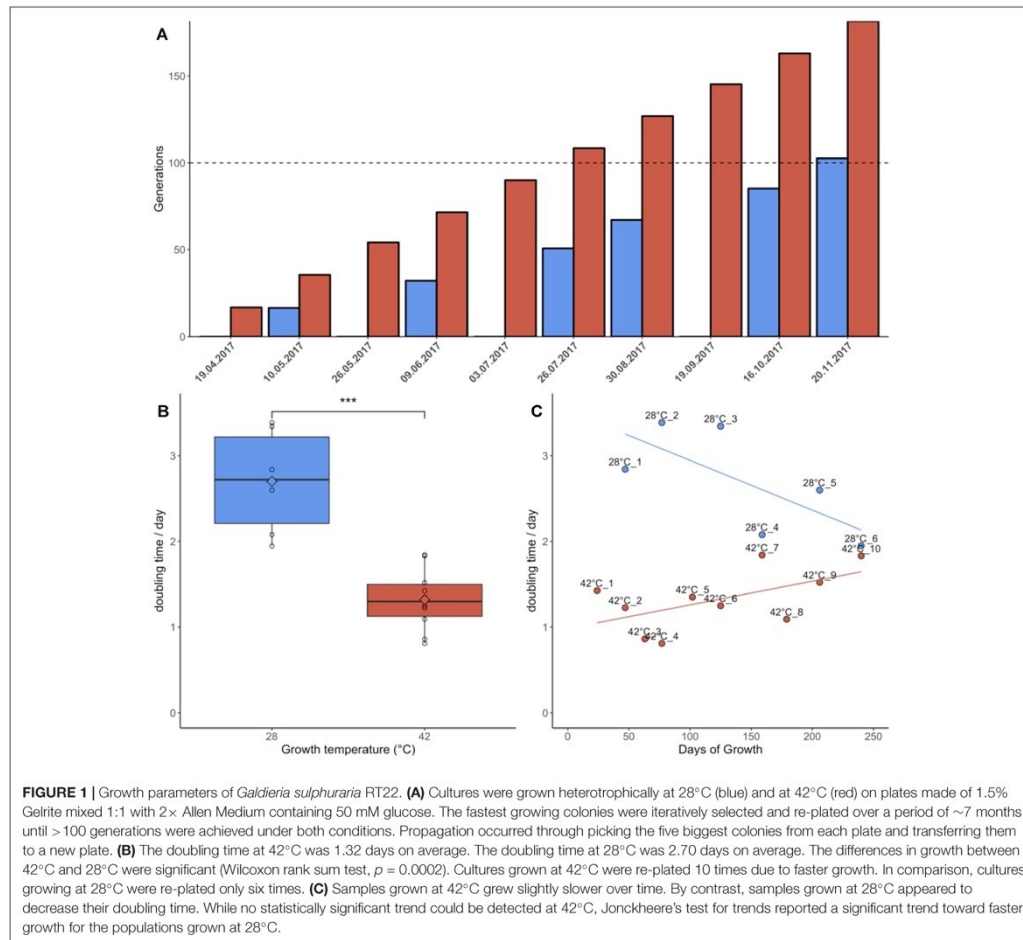 A
Generations
150
100
50
0
19.04.2017
10.05.2017
26.05.2017
09.06.2017
03.07.2017
26.07.2017
30.08.2017
19.09.2017
16.10.2017
20.11.2017
B
***
doubling time / day
3
2
1
0
28
42
Growth temperature (°C)
C
doubling time / day
3
2
1
0
28°C_2
28°C_3
28°C_1
28°C_5
28°C_4
28°C_6
42°C_7
42°C_10
42°C_1
42°C_9
42°C_5
42°C_2
42°C_6
42°C_8
42°C_3
42°C_4
0
50
100
150
200
250
Days of Growth
FIGURE 1 | Growth parameters of Galdieria sulphuraria RT22. (A) Cultures were grown heterotrophically at 28°C (blue) and at 42°C (red) on plates made of 1.5%
Gelrite mixed 1:1 with 2× Allen Medium containing 50 mM glucose. The fastest growing colonies were iteratively selected and re-plated over a period of ~7 months
until >100 generations were achieved under both conditions. Propagation occurred through picking the five biggest colonies from each plate and transferring them
to a new plate. (B) The doubling time at 42°C was 1.32 days on average. The doubling time at 28°C was 2.70 days on average. The differences in growth between
42°C and 28°C were significant (Wilcoxon rank sum test, p = 0.0002). Cultures grown at 42°C were re-plated 10 times due to faster growth. In comparison, cultures
growing at 28°C were re-plated only six times. (C) Samples grown at 42°C grew slightly slower over time. By contrast, samples grown at 28°C appeared to
decrease their doubling time. While no statistically significant trend could be detected at 42°C, Jonckheere's test for trends reported a significant trend toward faster
growth for the populations grown at 28°C.